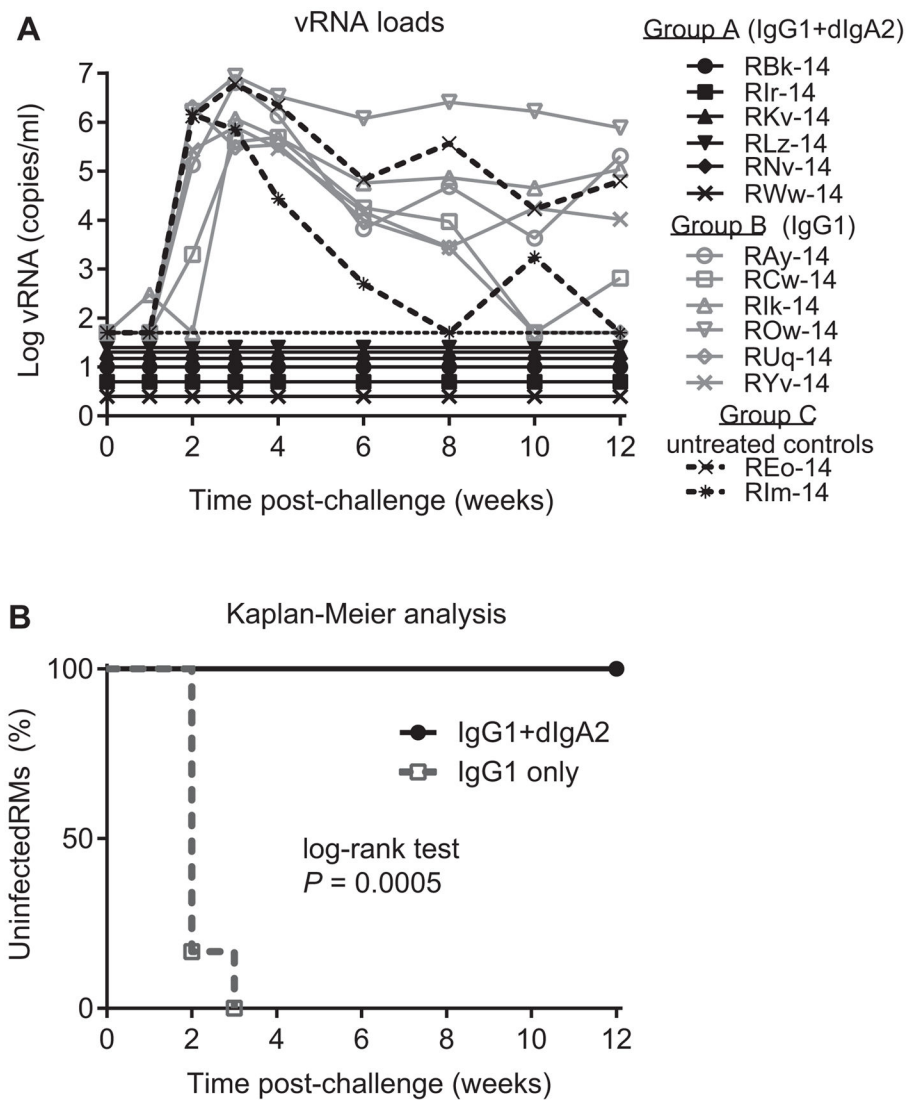 A
vRNA loads
Log vRNA (copies/ml)
7
6
5
4
3
2
1
0
0 2 4 6 8 10 12
Time post-challenge (weeks)
Group A (IgG1+dIgA2)
RBk-14
RIr-14
RKv-14
RLz-14
RNv-14
RWw-14
Group B (IgG1)
RAy-14
RCw-14
RIk-14
ROw-14
RUq-14
RYv-14
Group C
untreated controls
REo-14
RIm-14
B
Kaplan-Meier analysis
UninfectedRMs (%)
100
50
0
IgG1+dIgA2
IgG1 only
log-rank test
P = 0.0005
0 2 4 6 8 10 12
Time post-challenge (weeks)